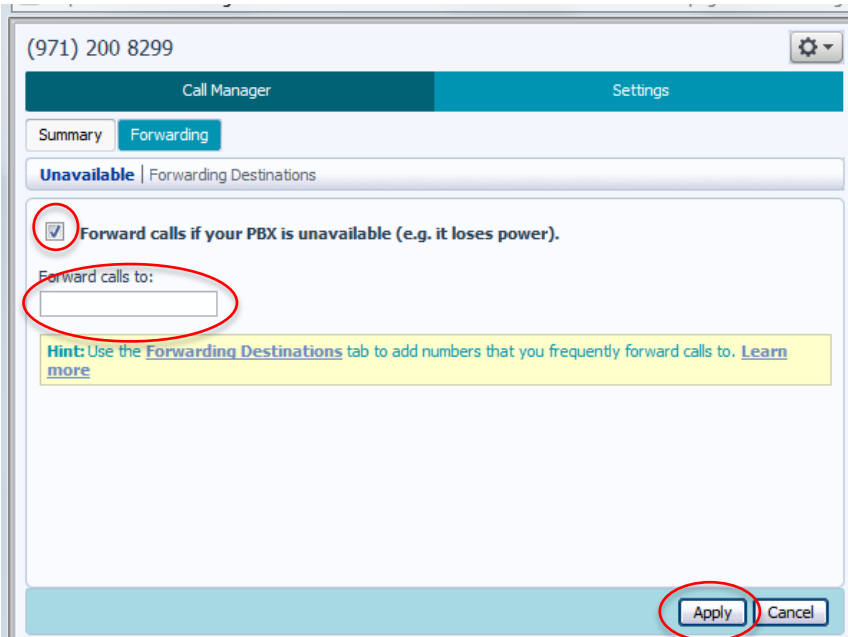 (971) 200 8299
Call Manager
Settings
Summary
Forwarding
Unavailable | Forwarding Destinations
Forward calls if your PBX is unavailable (e.g. it loses power).
Forward calls to:
Hint: Use the Forwarding Destinations tab to add numbers that you frequently forward calls to. Learn
more
Apply
Cancel